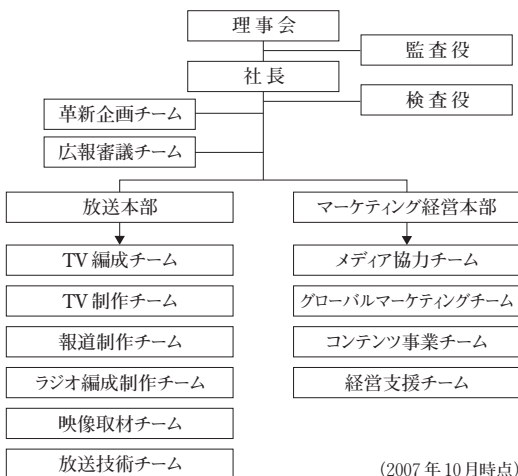 理事会
監査役
社長
検査役
革新企画チーム
広報審議チーム
放送本部
マーケティング経営本部
TV編成チーム
メディア協力チーム
TV制作チーム
グローバルマーケティングチーム
報道制作チーム
コンテンツ事業チーム
ラジオ編成制作チーム
経営支援チーム
映像取材チーム
放送技術チーム
(2007年10月時点)